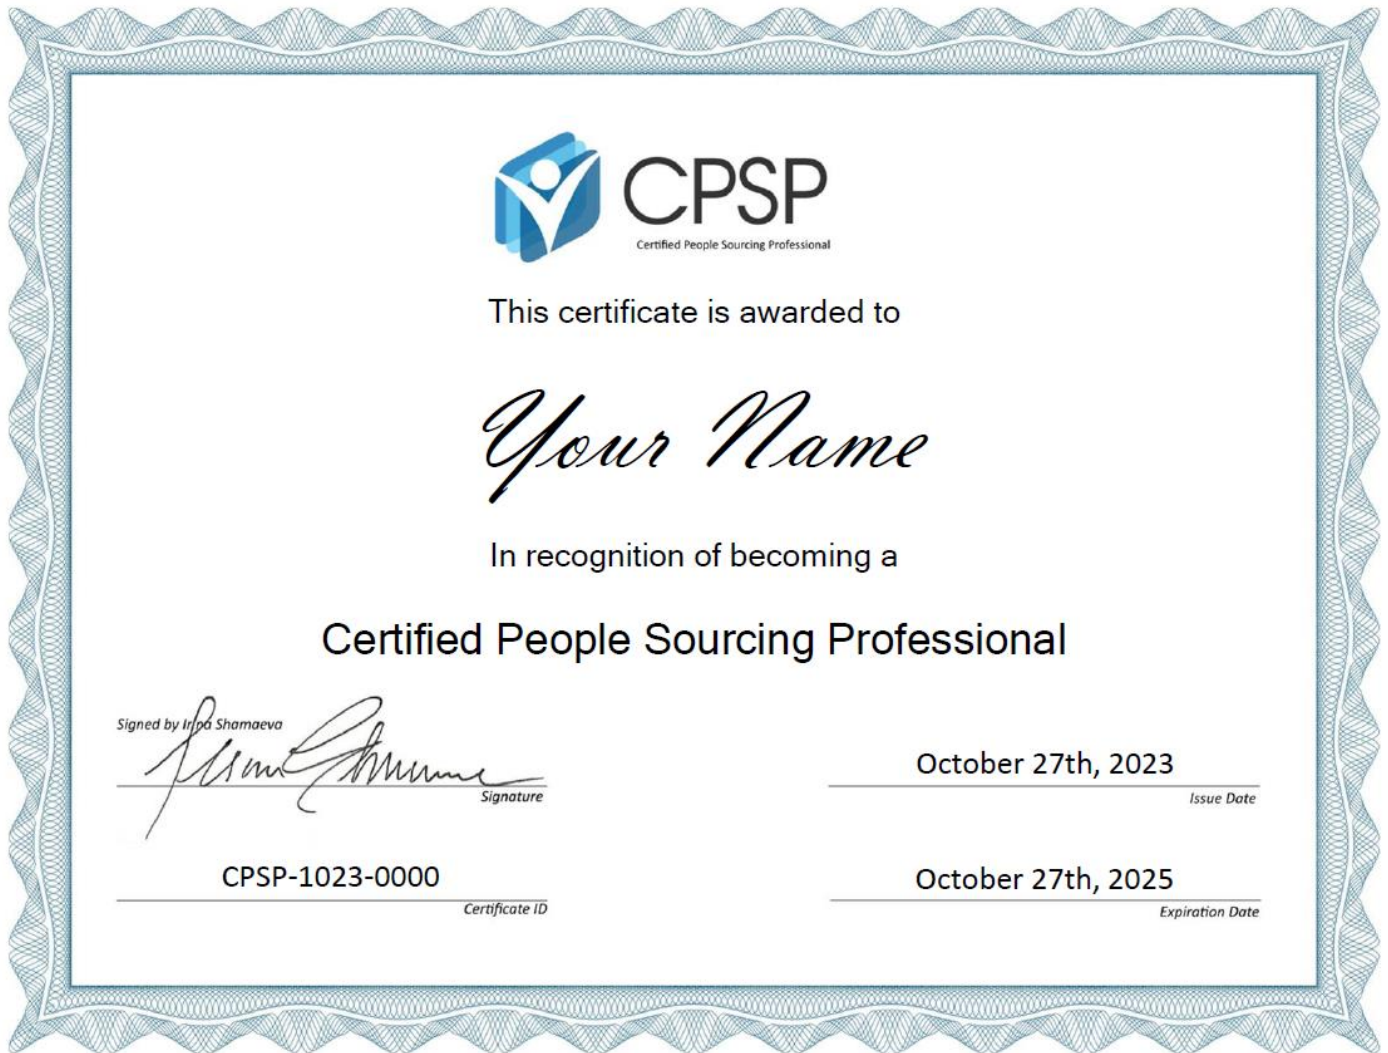 CPSP
Certified People Sourcing Professional
This certificate is awarded to
Your Name
In recognition of becoming a
Certified People Sourcing Professional
Signed by Irina Shamaeva
Signature
October 27th, 2023
Issue Date
CPSP-1023-0000
Certificate ID
October 27th, 2025
Expiration Date